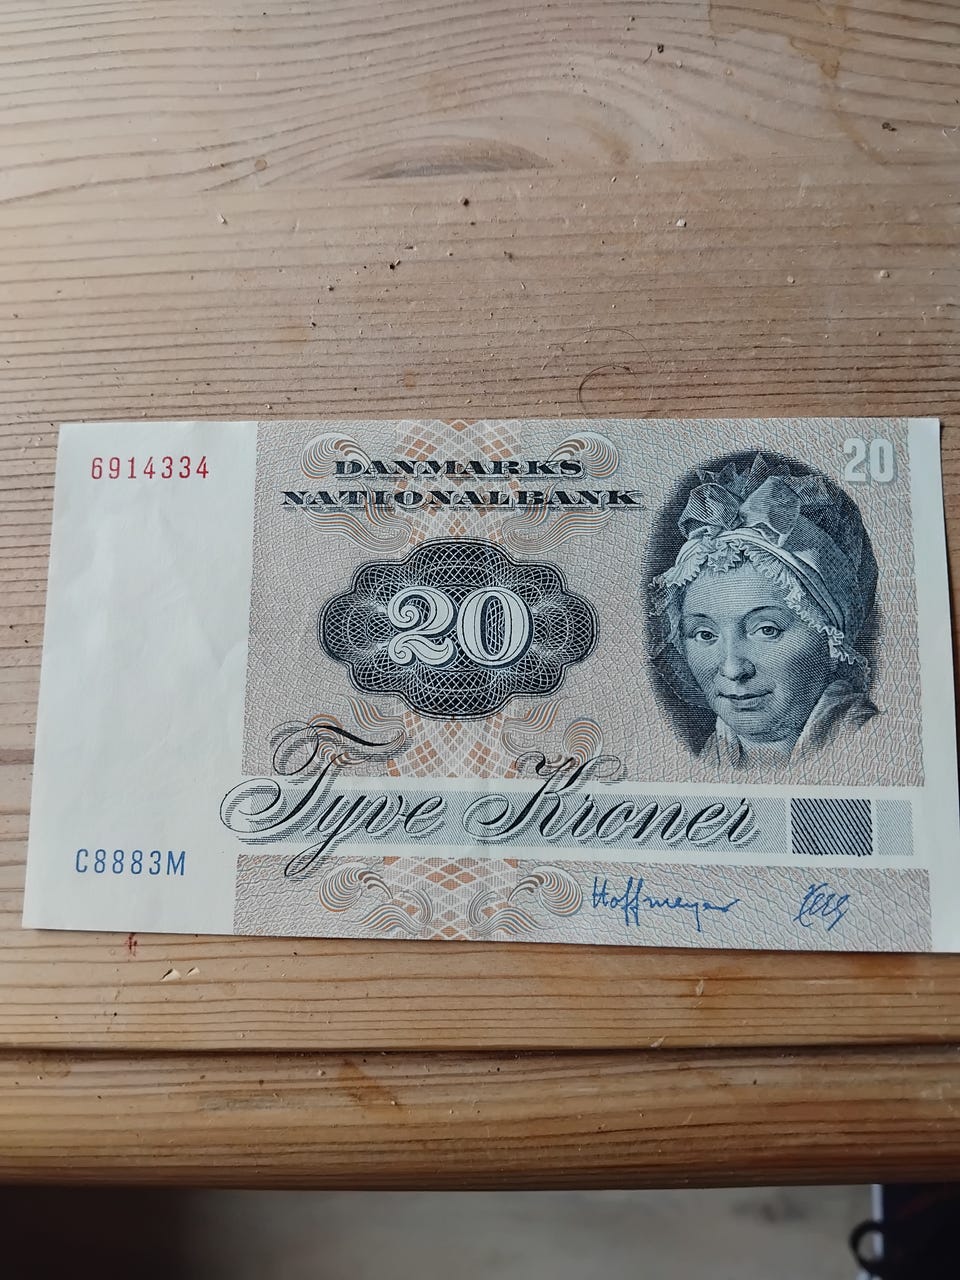 6914334
DANMARKS
NATIONALBANK
20
20
Tyve Kroner
C8883M
Hoffmeyer